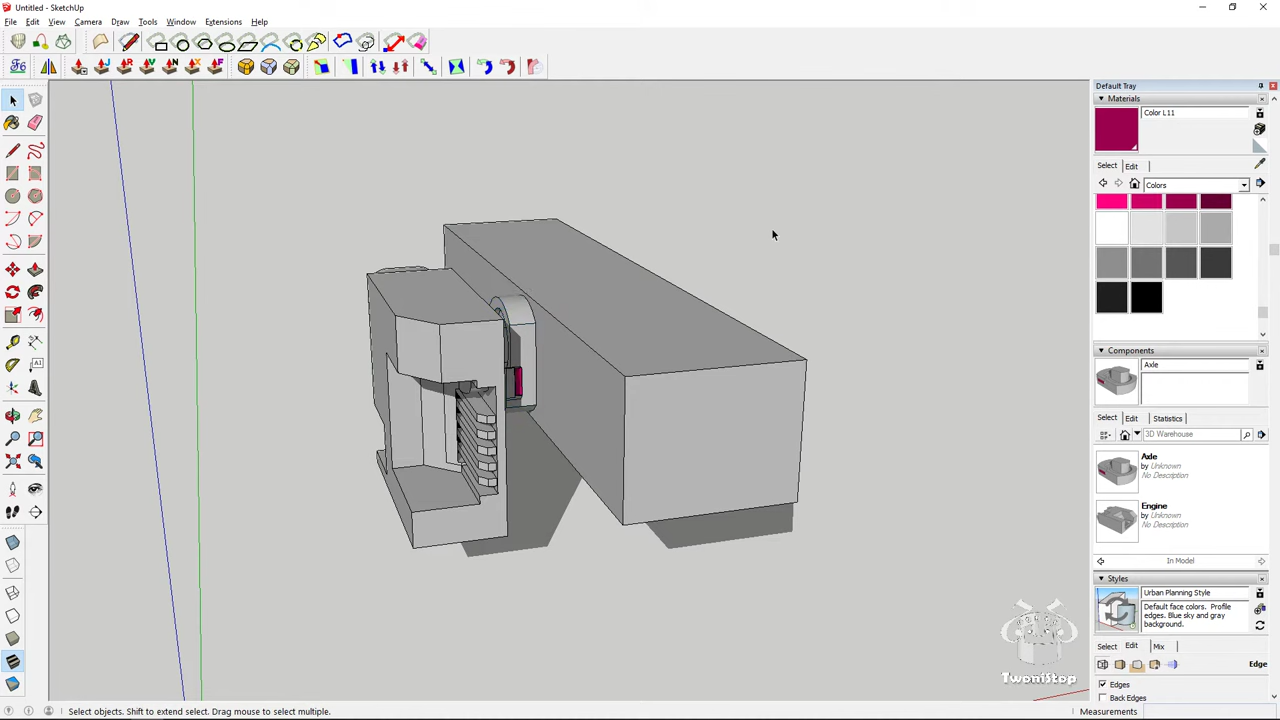 Untitled - SketchUp
File Edit View Camera Draw Tools Window Extensions Help
Default Tray
Materials
Color L11
Select Edit
Colors
Components
Axle
Select Edit Statistics
3D Warehouse
Axle
by Unknown
No Description
Engine
by Unknown
No Description
In Model
Styles
Urban Planning Style
Default face colors. Profile
edges. Blue sky and gray
background.
Select Edit Mix
Edge
Edges
Back Edges
TwoniStop
Select objects. Shift to extend select. Drag mouse to select multiple.
Measurements